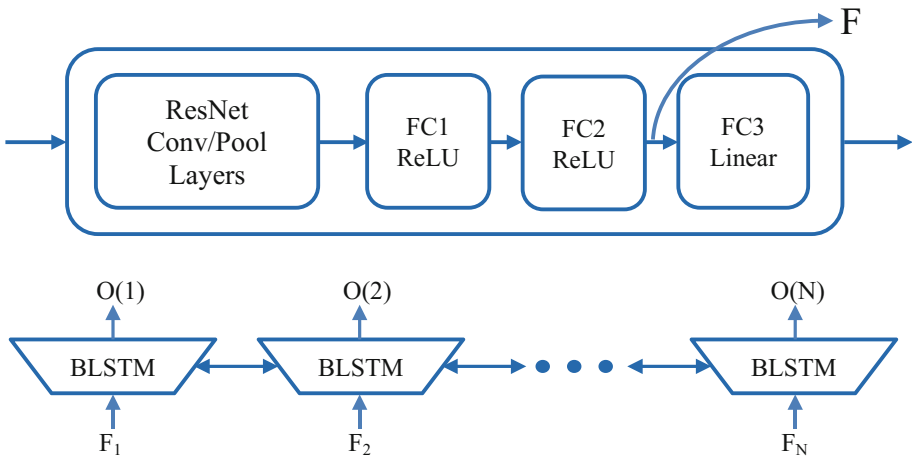 F
ResNet
Conv/Pool
Layers
FC1
ReLU
FC2
ReLU
FC3
Linear
O(1)
O(2)
O(N)
BLSTM
BLSTM
BLSTM
F1
F2
FN